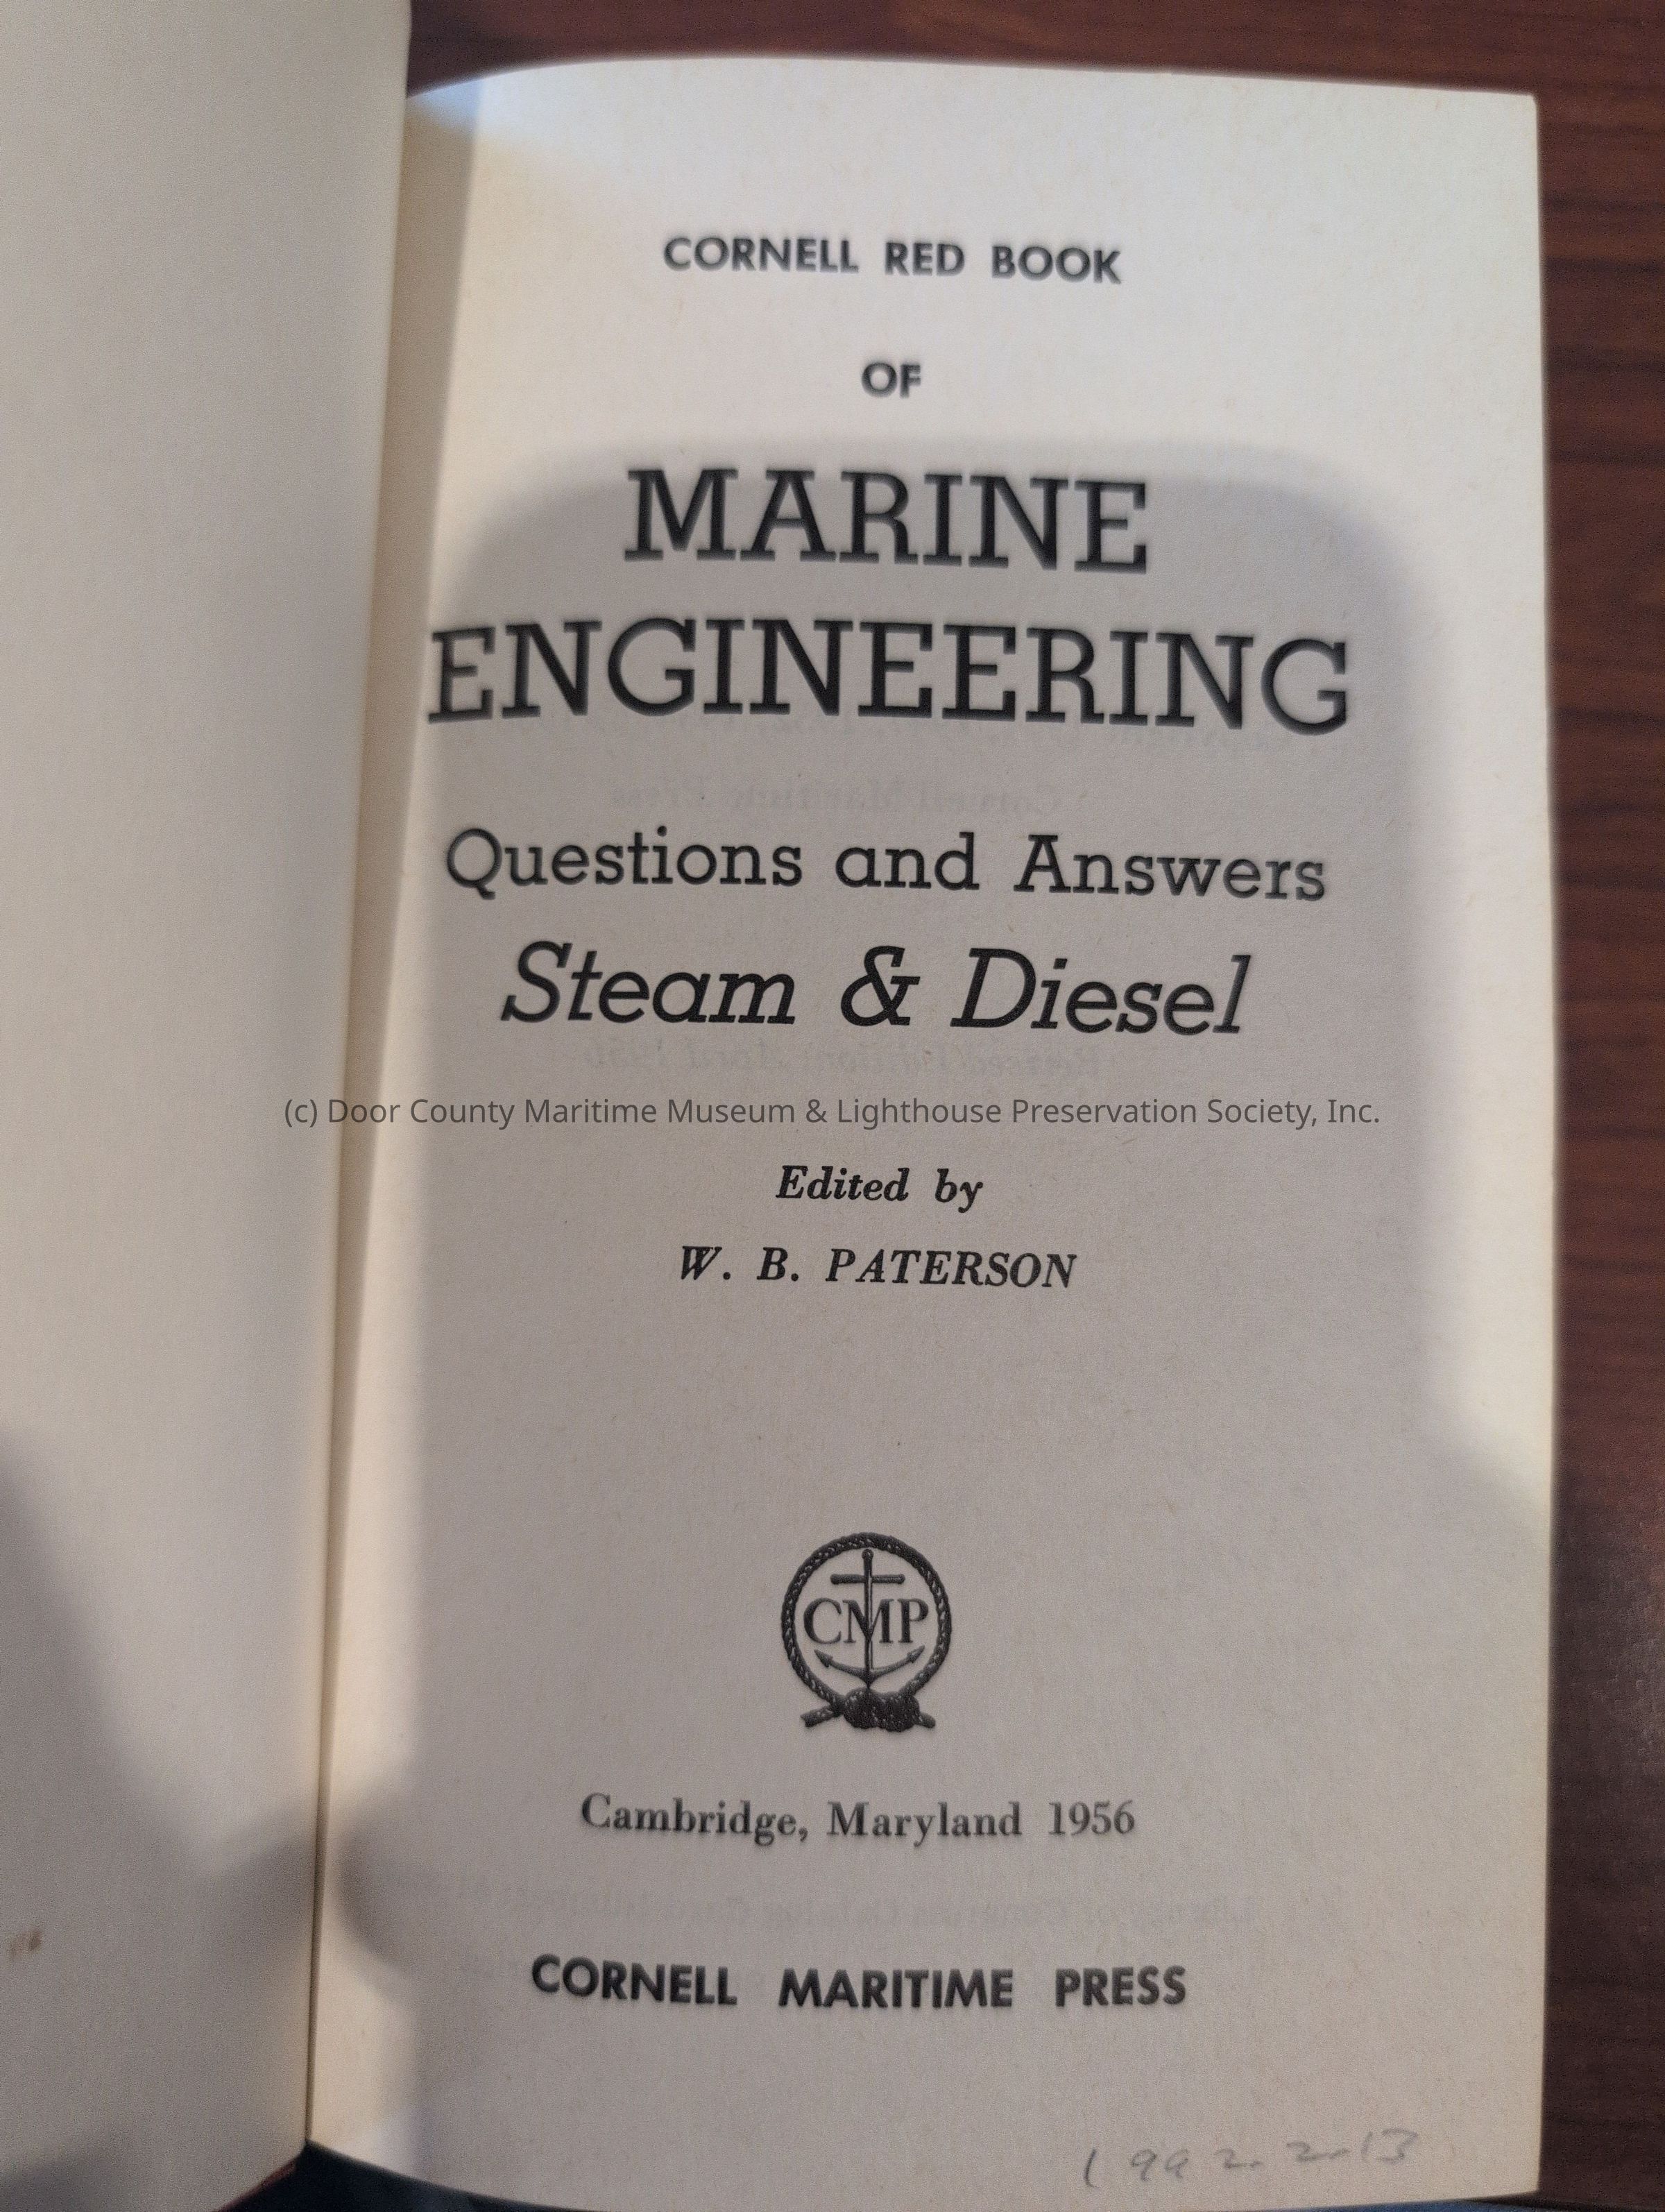 CORNELL RED BOOK
OF
MARINE
ENGINEERING
Questions and Answers
Steam & Diesel
(c) Door County Maritime Museum & Lighthouse Preservation Society, Inc.
Edited by
W. B. PATERSON
CMP
Cambridge, Maryland 1956
CORNELL MARITIME PRESS
1992.2.13